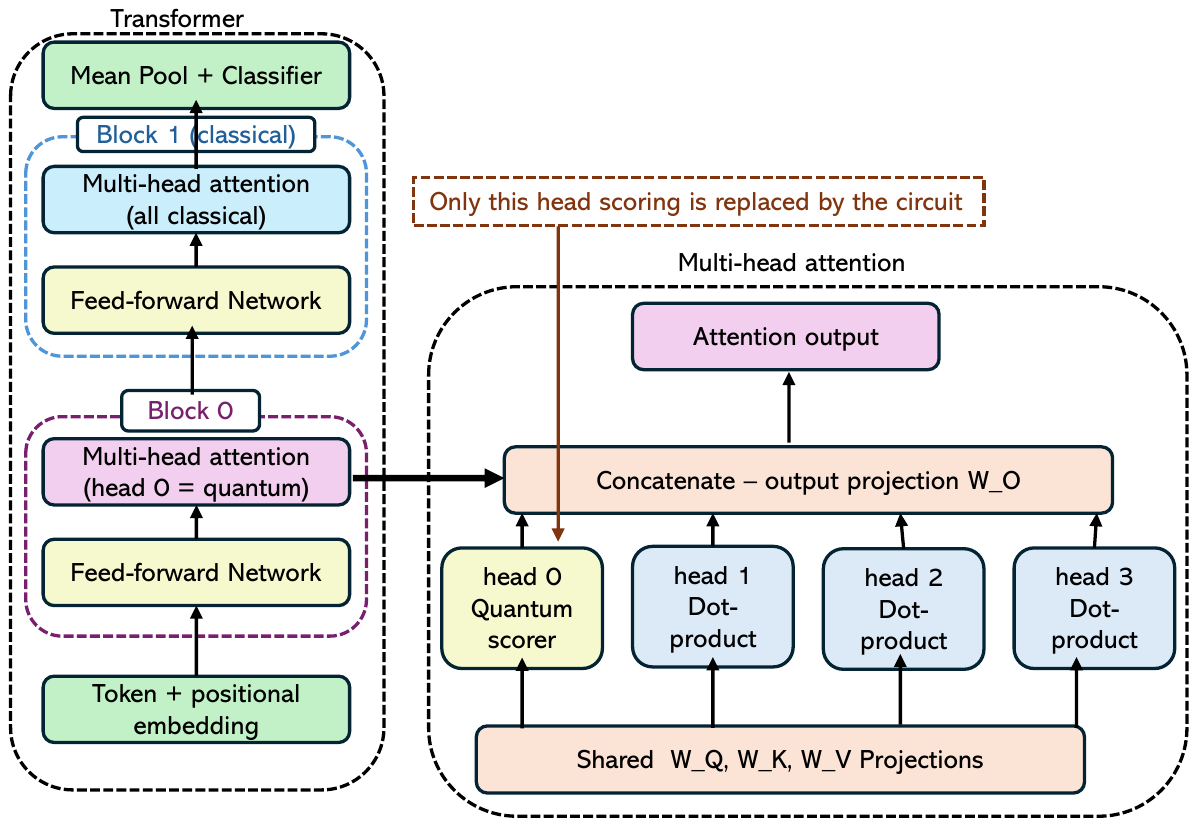 Transformer
Mean Pool + Classifier
Block 1 (classical)
Multi-head attention
(all classical)
Feed-forward Network
Block 0
Multi-head attention
(head 0 = quantum)
Feed-forward Network
Token + positional
embedding
Only this head scoring is replaced by the circuit
Multi-head attention
Attention output
Concatenate – output projection W_O
head 0
Quantum
scorer
head 1
Dot-
product
head 2
Dot-
product
head 3
Dot-
product
Shared W_Q, W_K, W_V Projections